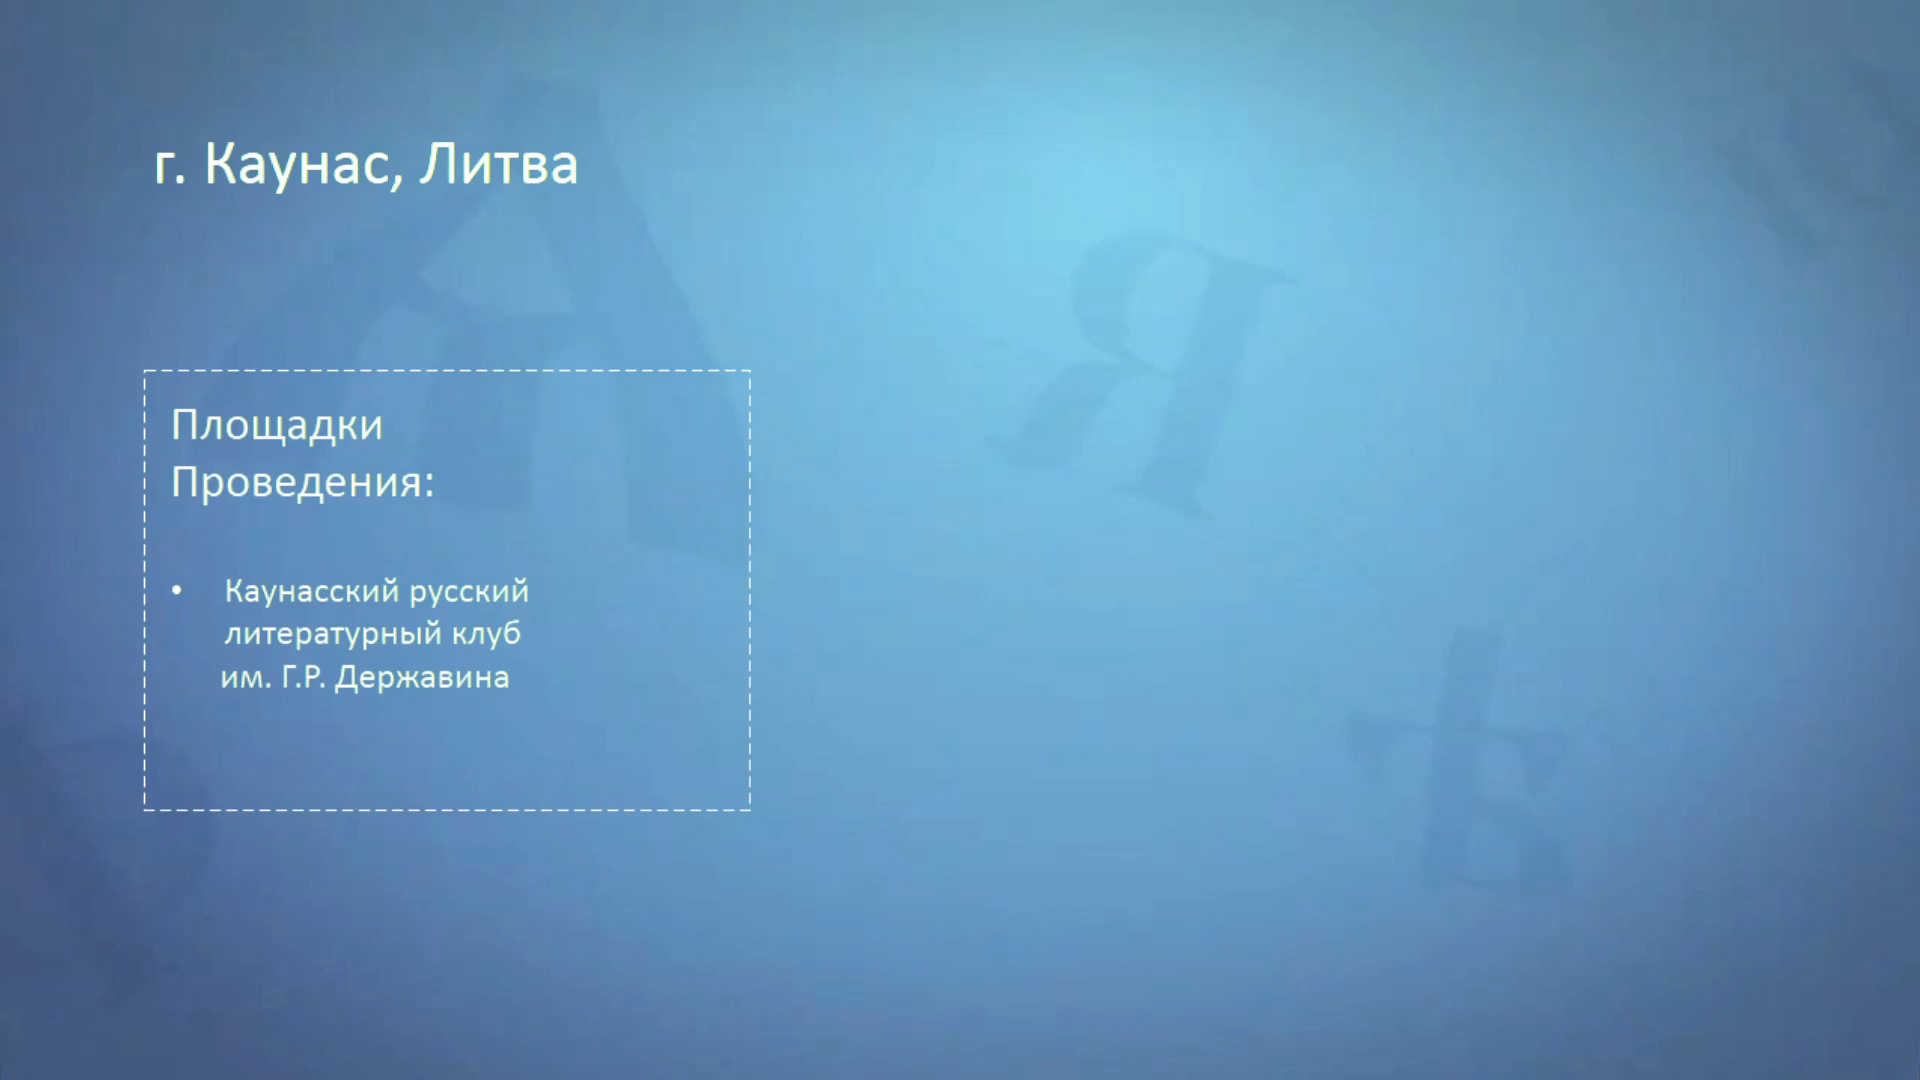 г. Каунас, Литва
Площадки
Проведения:
• Каунасский русский
литературный клуб
им. Г.Р. Державина